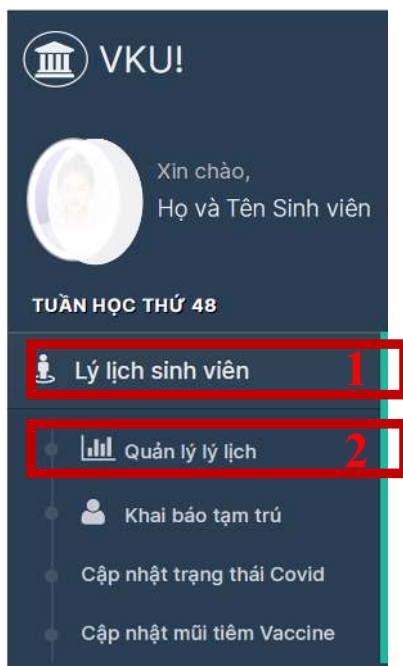 VKU!
Xin chào,
Họ và Tên Sinh viên
TUẦN HỌC THỨ 48
Lý lịch sinh viên 1
Quản lý lý lịch 2
Khai báo tạm trú
Cập nhật trạng thái Covid
Cập nhật mũi tiêm Vaccine